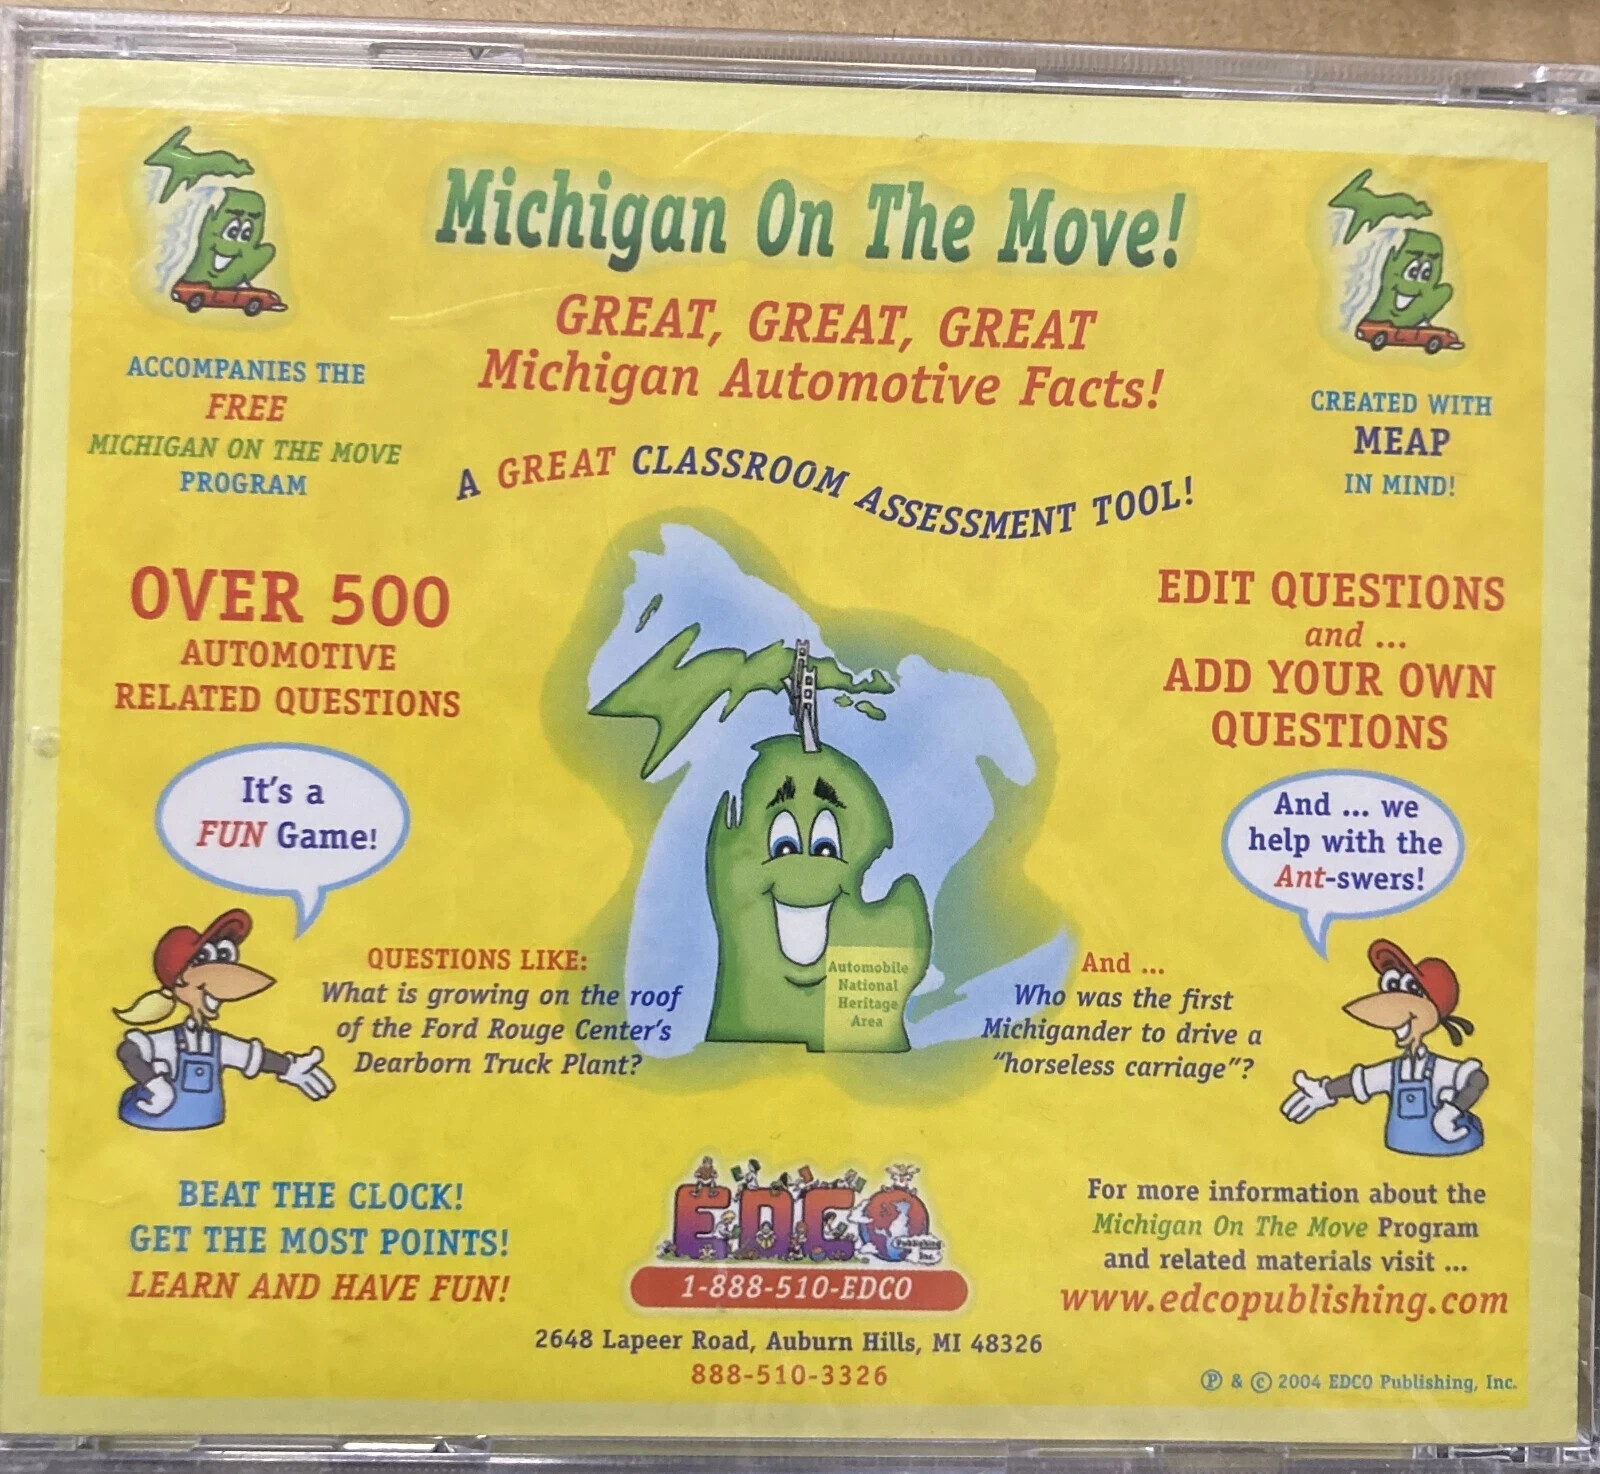 Michigan On The Move!
GREAT, GREAT, GREAT
Michigan Automotive Facts!
A GREAT CLASSROOM ASSESSMENT TOOL!
ACCOMPANIES THE
FREE
MICHIGAN ON THE MOVE
PROGRAM
CREATED WITH
MEAP
IN MIND!
OVER 500
AUTOMOTIVE
RELATED QUESTIONS
EDIT QUESTIONS
and ...
ADD YOUR OWN
QUESTIONS
It's a
FUN Game!
And ... we
help with the
Ant-swers!
QUESTIONS LIKE:
What is growing on the roof
of the Ford Rouge Center's
Dearborn Truck Plant?
Automobile
National
Heritage
Area
And ...
Who was the first
Michigander to drive a
"horseless carriage"?
BEAT THE CLOCK!
GET THE MOST POINTS!
LEARN AND HAVE FUN!
EDCO
Publishing
Inc.
1-888-510-EDCO
2648 Lapeer Road, Auburn Hills, MI 48326
888-510-3326
For more information about the
Michigan On The Move Program
and related materials visit ...
www.edcopublishing.com
℗ & © 2004 EDCO Publishing, Inc.